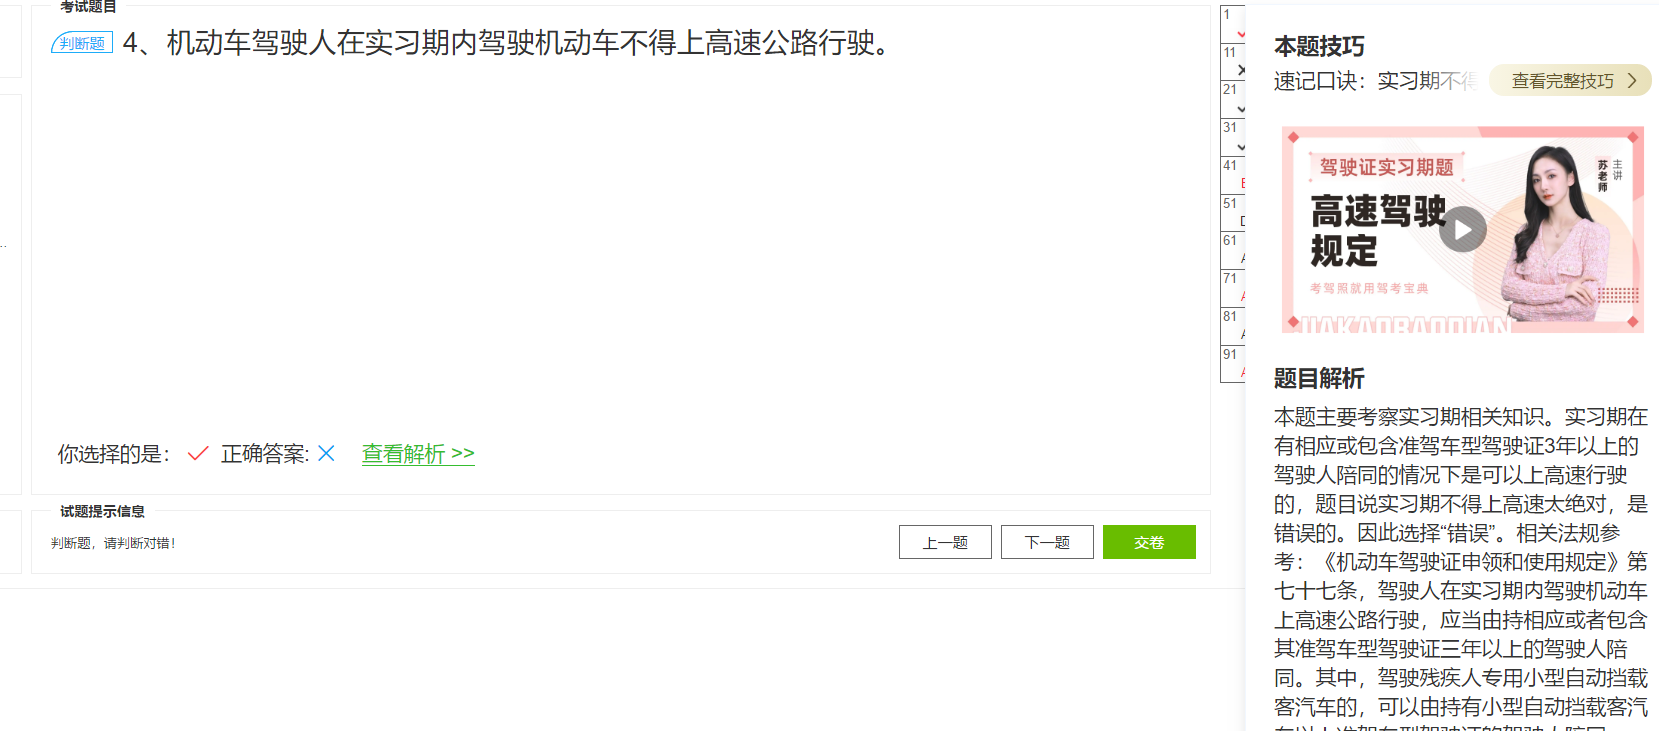 考试题目
判断题 4、机动车驾驶人在实习期内驾驶机动车不得上高速公路行驶。
你选择的是： 正确答案: 查看解析 >>
试题提示信息
判断题，请判断对错！
上一题 下一题 交卷
1
11
21
31
41
51
61
A
71
A
81
A
91
A
本题技巧
速记口诀：实习期不得
查看完整技巧
驾驶证实习期题
高速驾驶
规定
考驾照就用驾考宝典
主讲
苏老师
JIAKAOBAODIAN
题目解析
本题主要考察实习期相关知识。实习期在
有相应或包含准驾车型驾驶证3年以上的
驾驶人陪同的情况下是可以上高速行驶
的，题目说实习期不得上高速太绝对，是
错误的。因此选择“错误”。相关法规参
考：《机动车驾驶证申领和使用规定》第
七十七条，驾驶人在实习期内驾驶机动车
上高速公路行驶，应当由持相应或者包含
其准驾车型驾驶证三年以上的驾驶人陪
同。其中，驾驶残疾人专用小型自动挡载
客汽车的，可以由持有小型自动挡载客汽